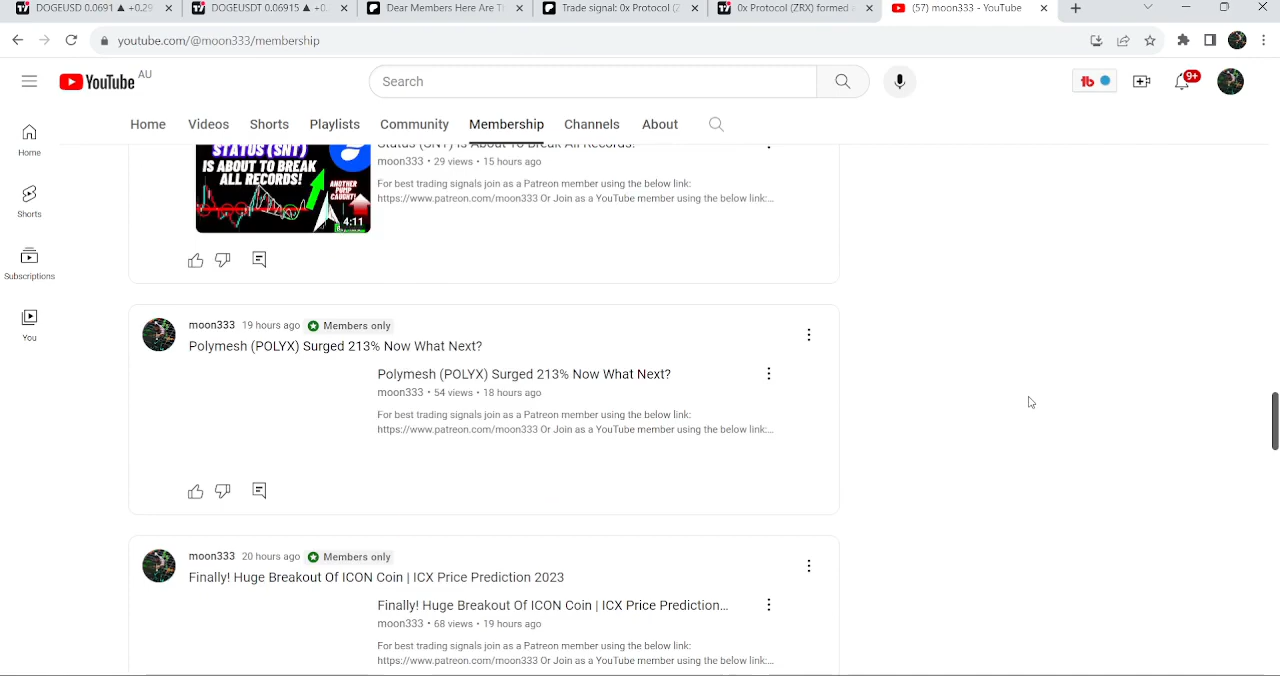 DOGEUSD 0.0691 ▲ +0.29
DOGEUSDT 0.06915 ▲ +0.
Dear Members Here Are Ti
Trade signal: 0x Protocol (Z
0x Protocol (ZRX) formed a
(57) moon333 - YouTube
youtube.com/@moon333/membership
YouTube AU
Search
9+
Home
Videos
Shorts
Playlists
Community
Membership
Channels
About
Home
Shorts
Subscriptions
You
STATUS (SNT)
IS ABOUT TO BREAK
ALL RECORDS!
ANOTHER
PUMP
CAUGHT!
4:11
Status (SNT) Is About To Break All Records!
moon333 • 29 views • 15 hours ago
For best trading signals join as a Patreon member using the below link:
https://www.patreon.com/moon333 Or Join as a YouTube member using the below link:...
moon333 19 hours ago Members only
Polymesh (POLYX) Surged 213% Now What Next?
Polymesh (POLYX) Surged 213% Now What Next?
moon333 • 54 views • 18 hours ago
For best trading signals join as a Patreon member using the below link:
https://www.patreon.com/moon333 Or Join as a YouTube member using the below link:...
moon333 20 hours ago Members only
Finally! Huge Breakout Of ICON Coin | ICX Price Prediction 2023
Finally! Huge Breakout Of ICON Coin | ICX Price Prediction...
moon333 • 68 views • 19 hours ago
For best trading signals join as a Patreon member using the below link:
https://www.patreon.com/moon333 Or Join as a YouTube member using the below link:...